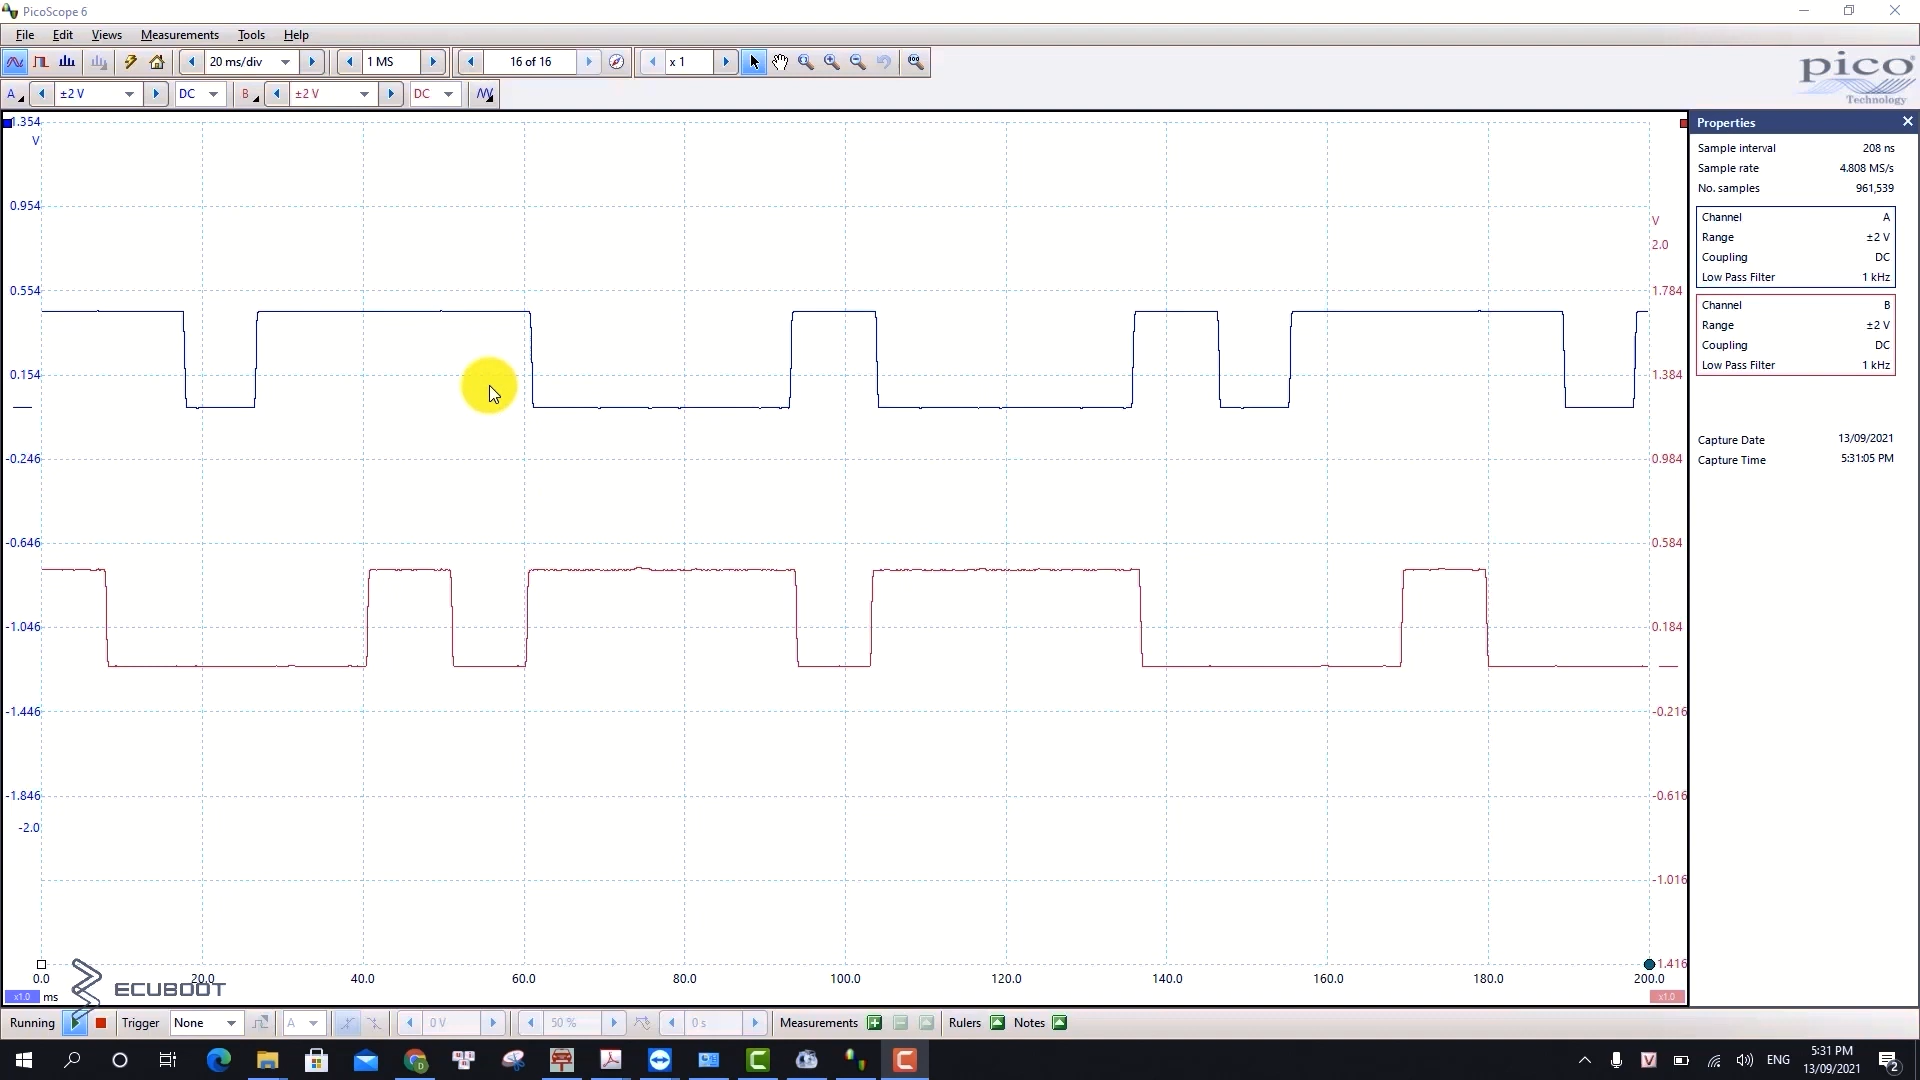 PicoScope 6
File Edit Views Measurements Tools Help
20 ms/div 1 MS 16 of 16 x 1
A ±2 V DC B ±2 V DC
pico
Technology
1.354
V
0.954
0.554
0.154
-0.246
-0.646
-1.046
-1.446
-1.846
-2.0
V
2.0
1.784
1.384
0.984
0.584
0.184
-0.216
-0.616
-1.016
-1.416
0.0 20.0 40.0 60.0 80.0 100.0 120.0 140.0 160.0 180.0 200.0
x1.0 ms ECUBOOT x1.0
Properties
Sample interval 208 ns
Sample rate 4.808 MS/s
No. samples 961,539
Channel A
Range ±2 V
Coupling DC
Low Pass Filter 1 kHz
Channel B
Range ±2 V
Coupling DC
Low Pass Filter 1 kHz
Capture Date 13/09/2021
Capture Time 5:31:05 PM
Running Trigger None A 0 V 50 % 0 s Measurements Rulers Notes
ENG 5:31 PM
13/09/2021
2